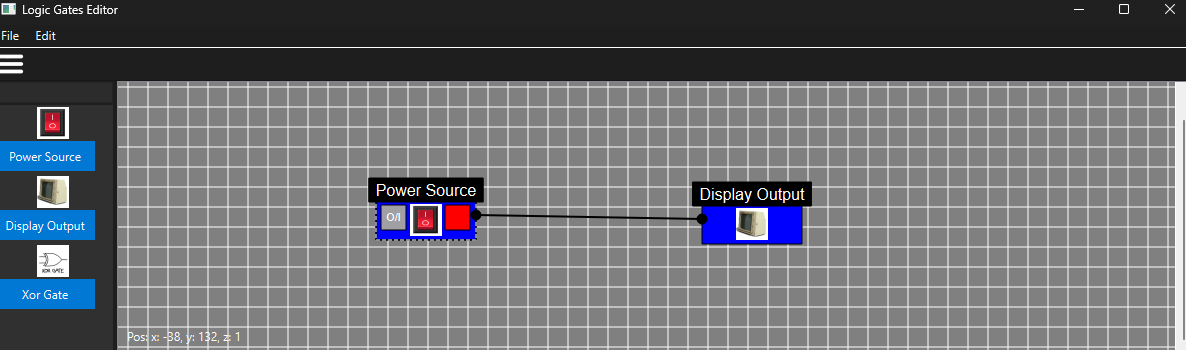 Logic Gates Editor
File Edit
Power Source
Display Output
XOR GATE
Xor Gate
Power Source
O/I
Display Output
Pos: x: -38, y: 132, z: 1